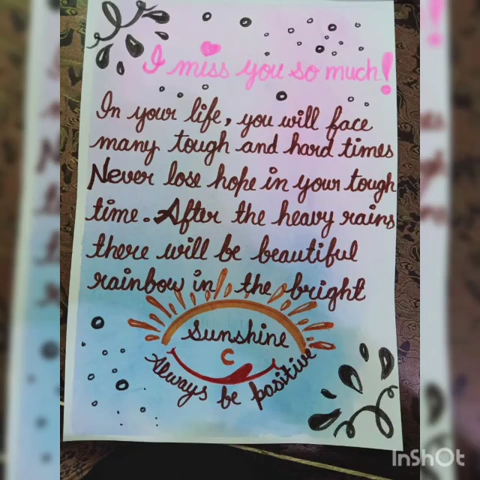 I miss you so much!
In your life, you will face
many tough and hard times
Never lose hope in your tough
time. After the heavy rains
there will be beautiful
rainbow in the bright
sunshine
Always be positive
InShOt